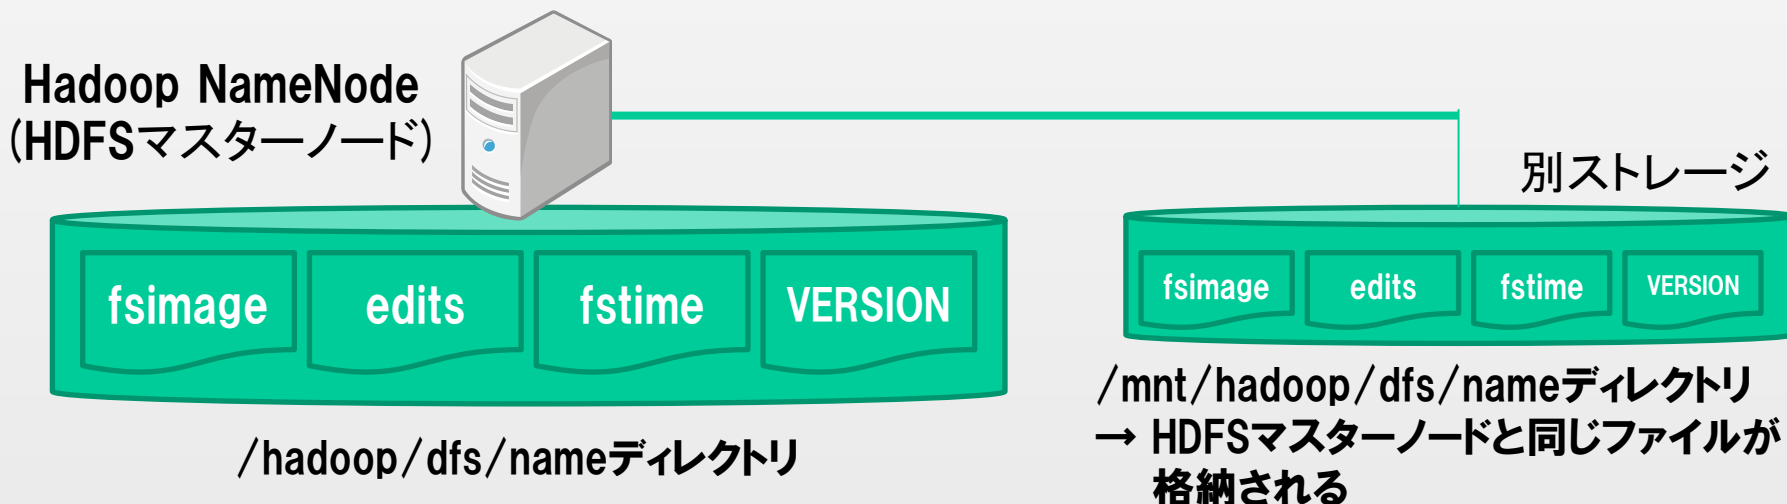 Hadoop NameNode
(HDFSマスターノード)
別ストレージ
fsimage
edits
fstime
VERSION
fsimage
edits
fstime
VERSION
/hadoop/dfs/nameディレクトリ
/mnt/hadoop/dfs/nameディレクトリ
→ HDFSマスターノードと同じファイルが
格納される